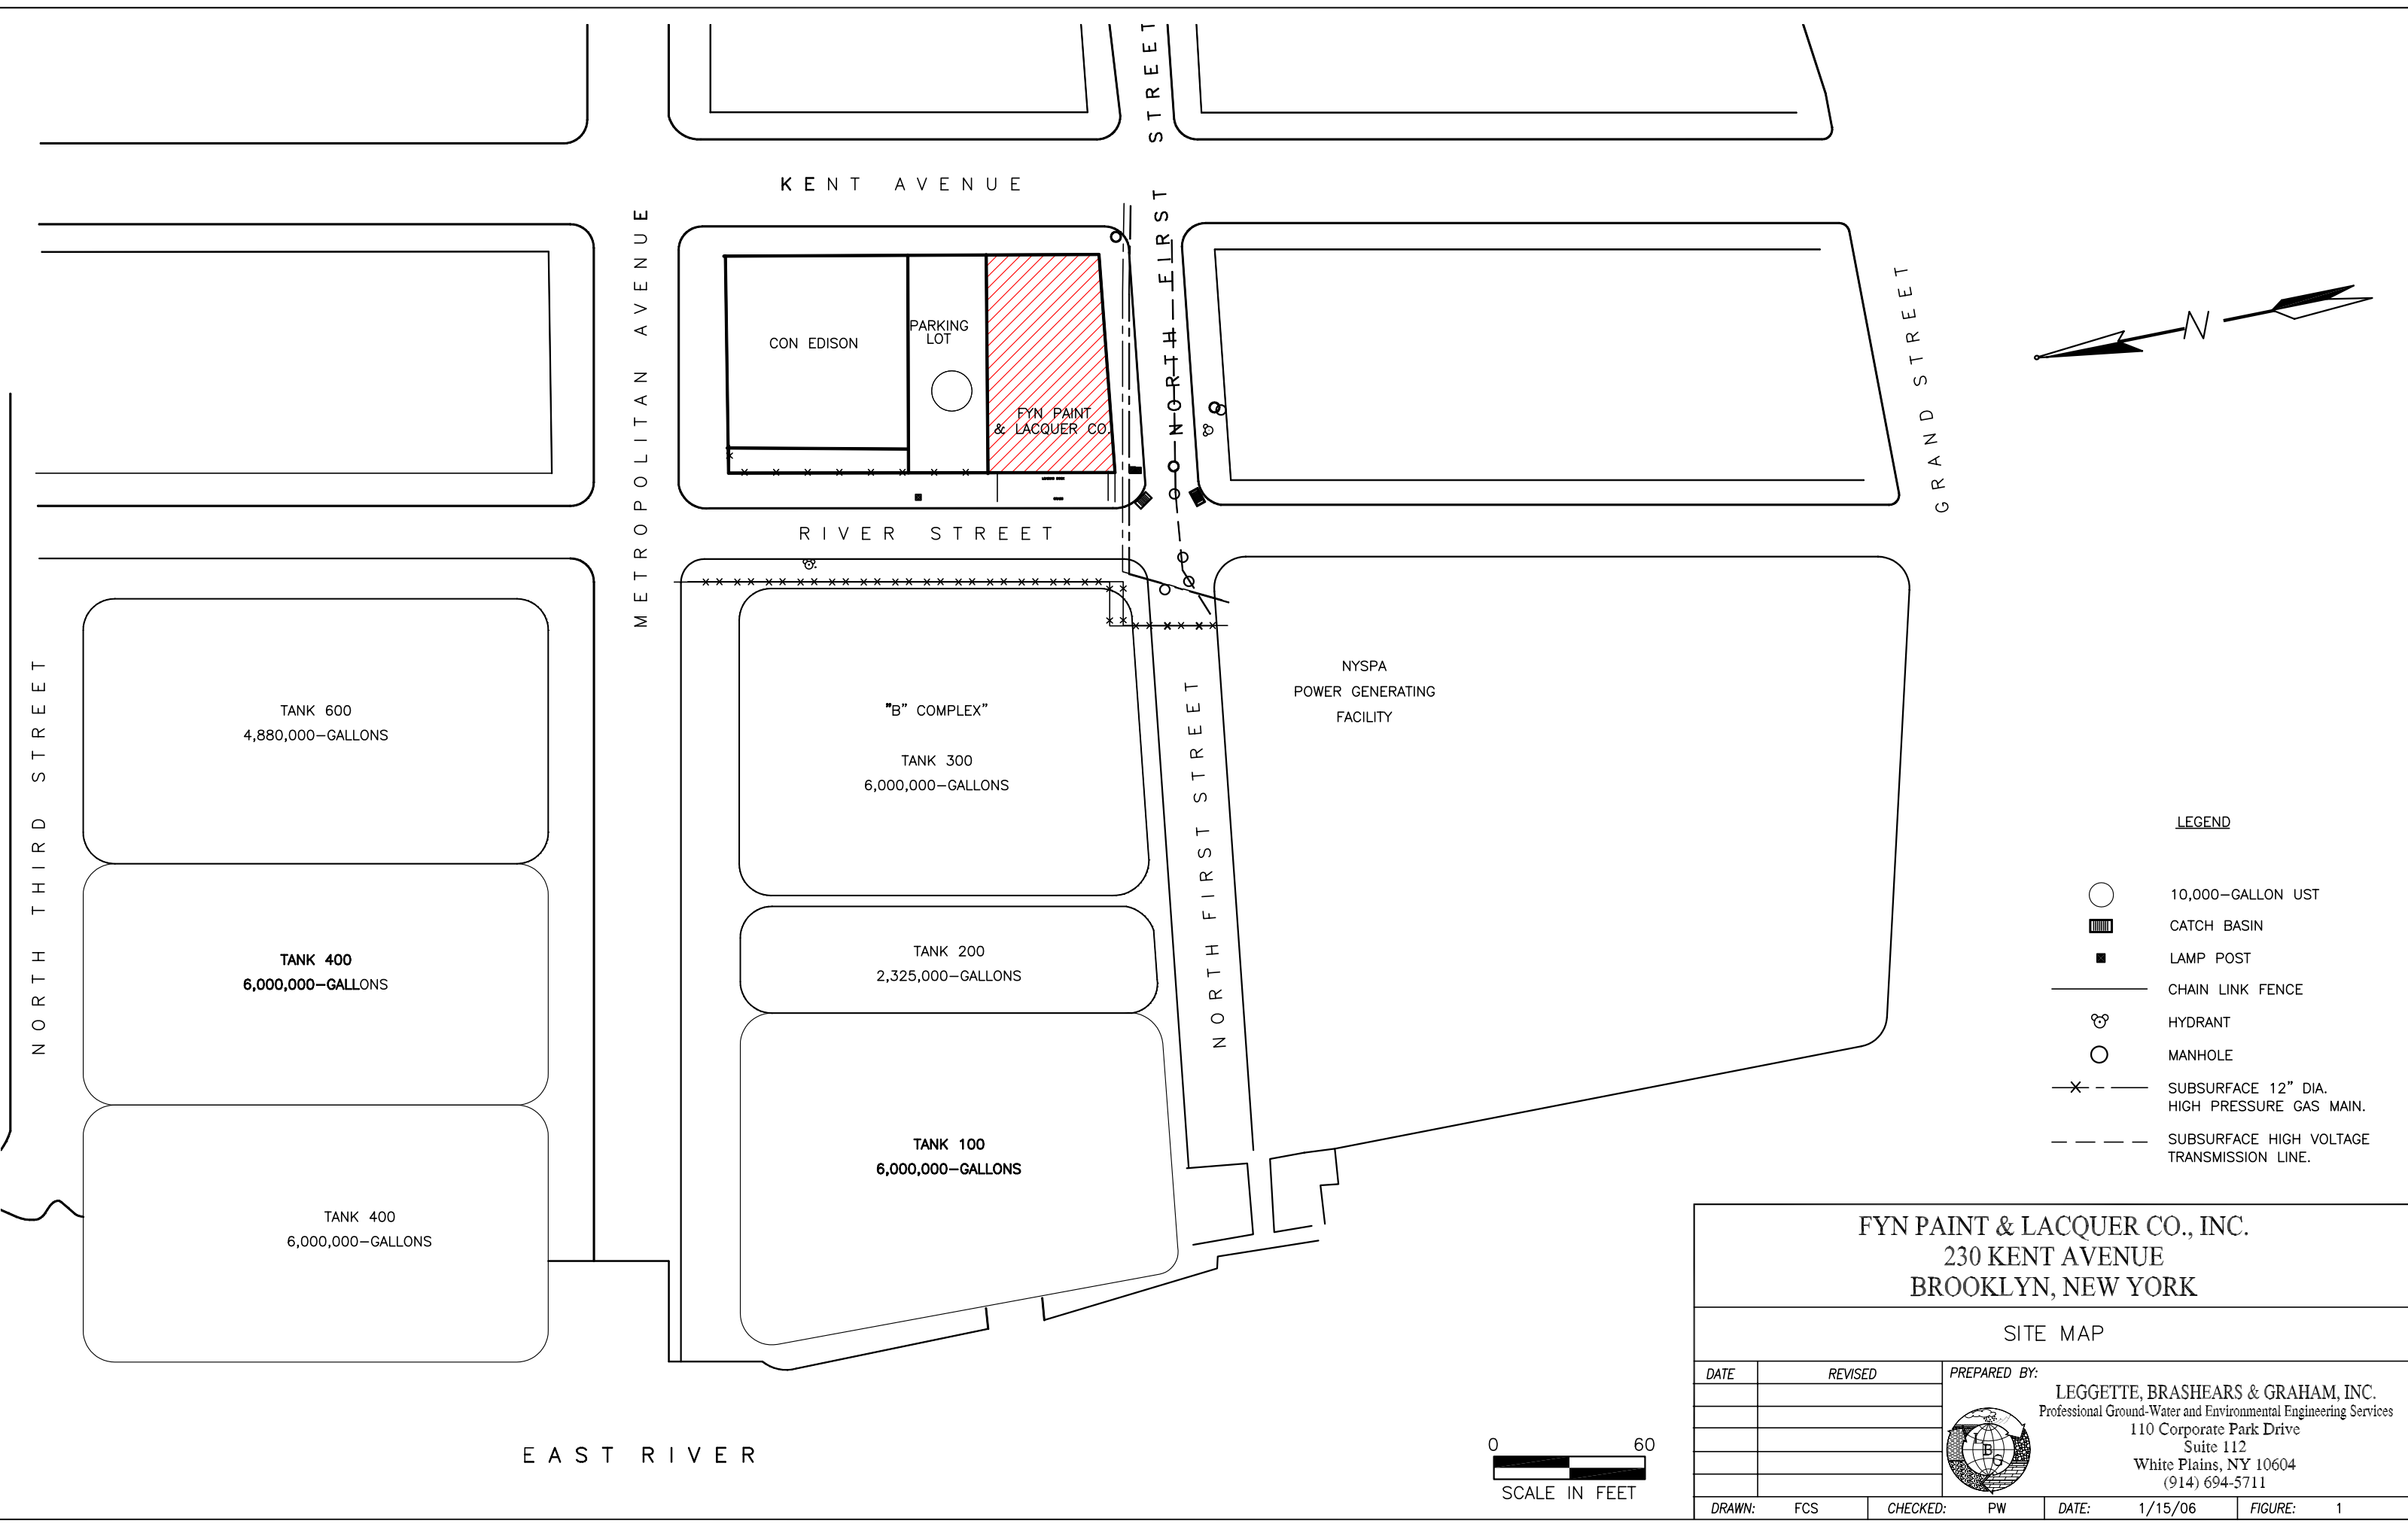 STREET
KENT AVENUE
NORTH FIRST
METROPOLITAN AVENUE
GRAND STREET
N
CON EDISON
PARKING
LOT
FYN PAINT
& LACQUER CO.
RIVER STREET
NORTH THIRD STREET
NORTH FIRST STREET
TANK 600
4,880,000-GALLONS
"B" COMPLEX"
TANK 300
6,000,000-GALLONS
NYSPA
POWER GENERATING
FACILITY
TANK 400
6,000,000-GALLONS
TANK 200
2,325,000-GALLONS
TANK 100
6,000,000-GALLONS
TANK 400
6,000,000-GALLONS
EAST RIVER
LEGEND
10,000-GALLON UST
CATCH BASIN
LAMP POST
CHAIN LINK FENCE
HYDRANT
MANHOLE
SUBSURFACE 12" DIA.
HIGH PRESSURE GAS MAIN.
SUBSURFACE HIGH VOLTAGE
TRANSMISSION LINE.
0 60
SCALE IN FEET
FYN PAINT & LACQUER CO., INC.
230 KENT AVENUE
BROOKLYN, NEW YORK
SITE MAP
DATE REVISED PREPARED BY:
LEGGETTE, BRASHEARS & GRAHAM, INC.
Professional Ground-Water and Environmental Engineering Services
110 Corporate Park Drive
Suite 112
White Plains, NY 10604
(914) 694-5711
L B G
DRAWN: FCS CHECKED: PW DATE: 1/15/06 FIGURE: 1